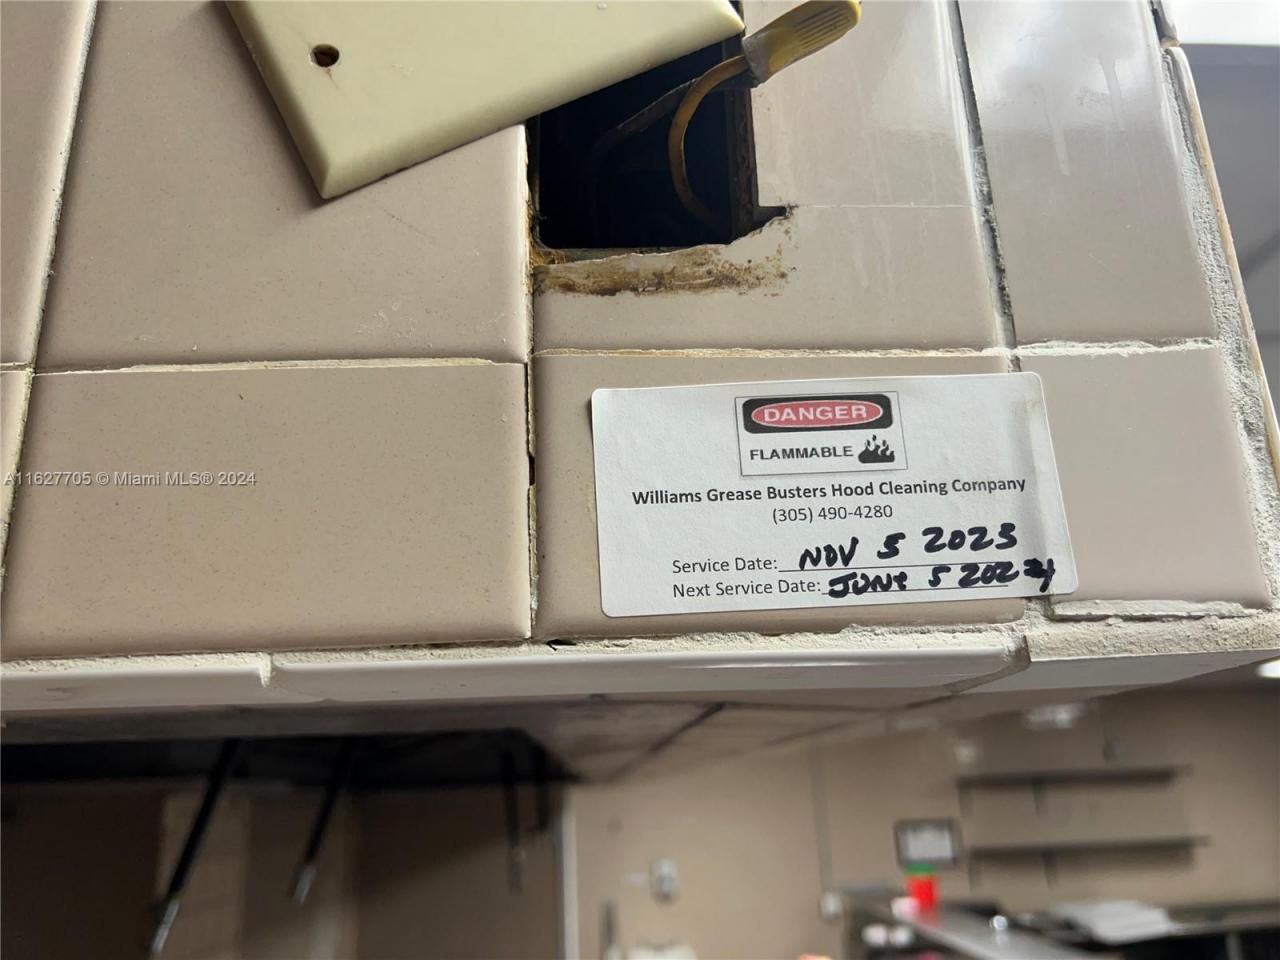 DANGER
FLAMMABLE
A11627705 © Miami MLS® 2024
Williams Grease Busters Hood Cleaning Company
(305) 490-4280
Service Date: NOV 5 2023
Next Service Date: JUNE 5 2024